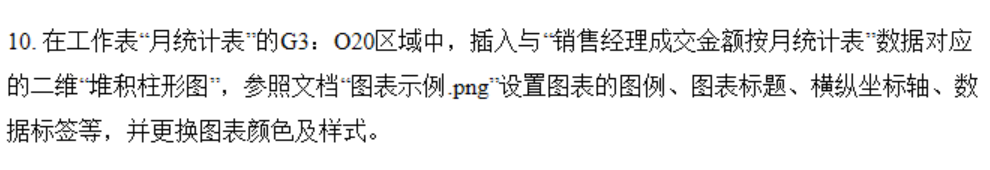 10. 在工作表“月统计表”的G3：O20区域中，插入与“销售经理成交金额按月统计表”数据对应
的二维“堆积柱形图”，参照文档“图表示例.png”设置图表的图例、图表标题、横纵坐标轴、数
据标签等，并更换图表颜色及样式。